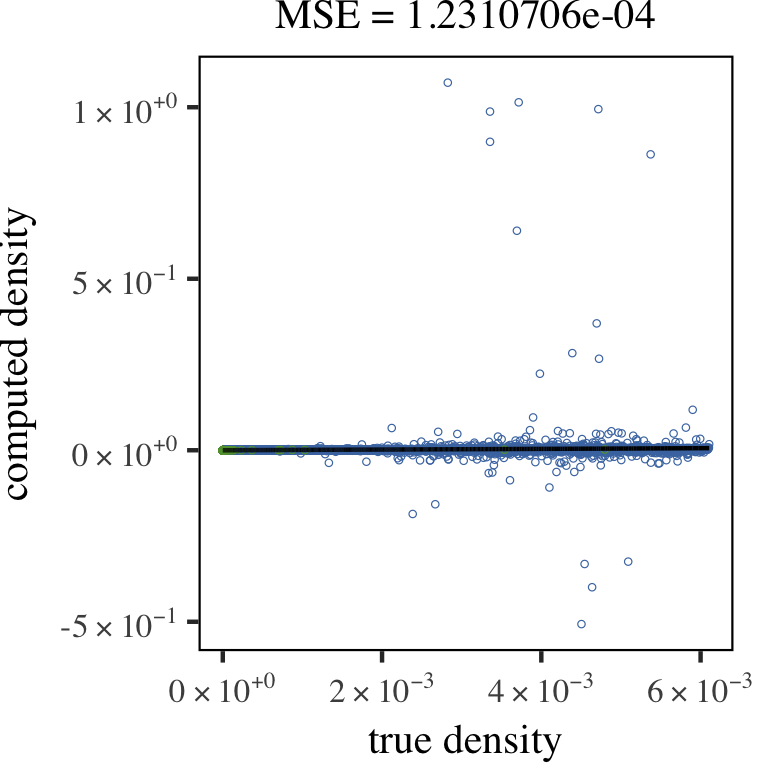 MSE = 1.2310706e-04
computed density
1 × 10⁺⁰
5 × 10⁻¹
0 × 10⁺⁰
-5 × 10⁻¹
0 × 10⁺⁰ 2 × 10⁻³ 4 × 10⁻³ 6 × 10⁻³
true density